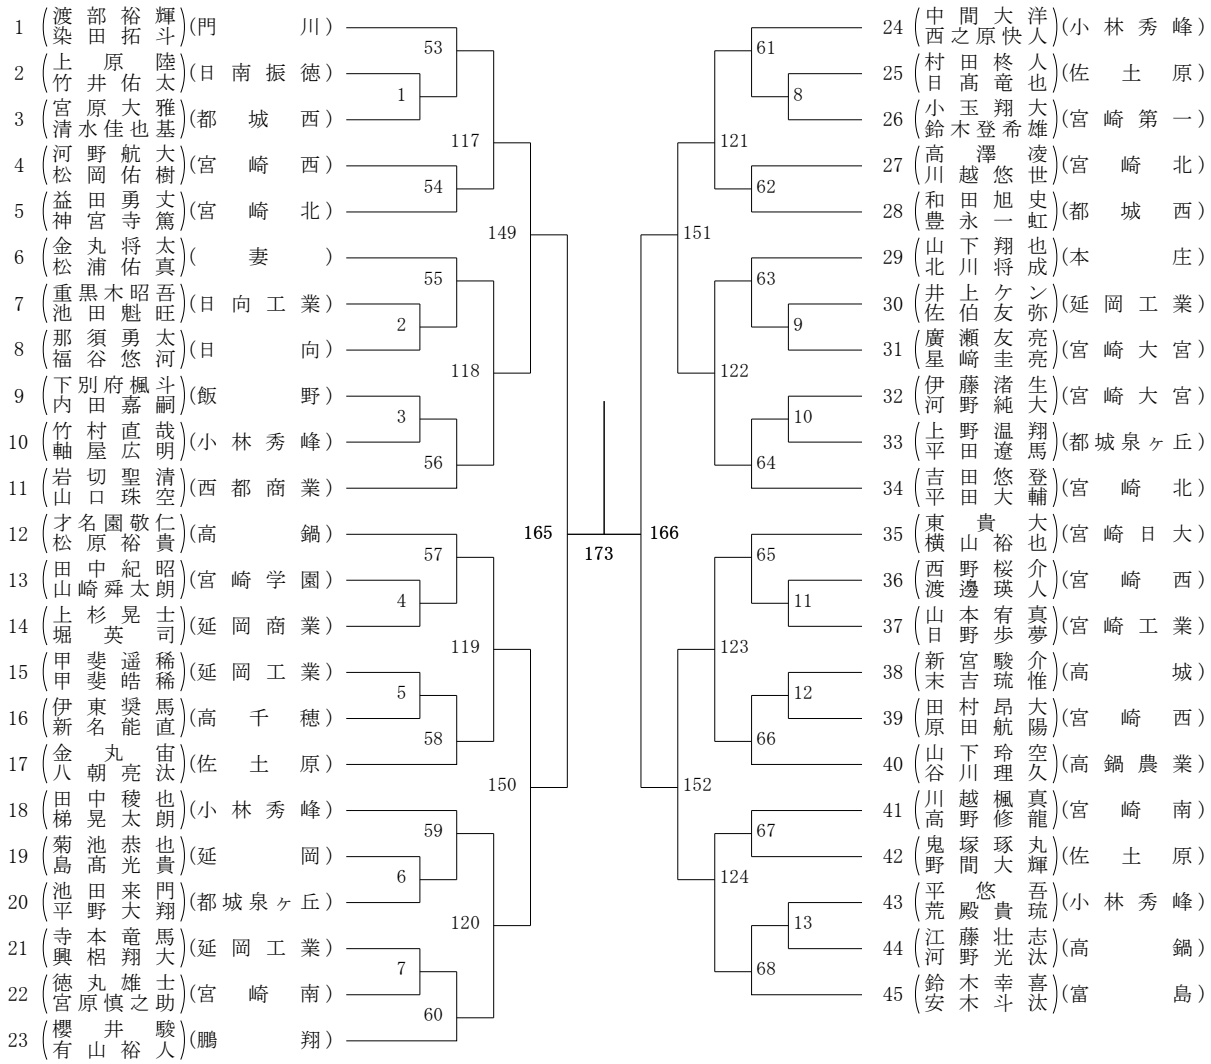 1 (渡部裕輝 染田拓斗) (門川)
2 (上原陸 竹井佑太) (日南振徳)
3 (宮原大雅 清水佳也基) (都城西)
4 (河野航大 松岡佑樹) (宮崎西)
5 (益田勇丈 神宮寺篤) (宮崎北)
6 (金丸将太 松浦佑真) (妻)
7 (重黒木昭吾 池田魁旺) (日向工業)
8 (那須勇太 福谷悠河) (日向)
9 (下別府楓斗 内田嘉嗣) (飯野)
10 (竹村直哉 軸屋広明) (小林秀峰)
11 (岩切聖清 山口珠空) (西都商業)
12 (才名園敬仁 松原裕貴) (高鍋)
13 (田中紀昭 山崎舜太朗) (宮崎学園)
14 (上杉晃士 堀英司) (延岡商業)
15 (甲斐遥稀 甲斐皓稀) (延岡工業)
16 (伊東奨馬 新名能直) (高千穂)
17 (金丸宙 八朝亮汰) (佐土原)
18 (田中稜也 梯晃太朗) (小林秀峰)
19 (菊池恭也 島髙光貴) (延岡)
20 (池田来門 平野大翔) (都城泉ヶ丘)
21 (寺本竜馬 興梠翔大) (延岡工業)
22 (徳丸雄士 宮原慎之助) (宮崎南)
23 (櫻井駿 有山裕人) (鵬翔)
53
1
117
54
149
55
2
118
3
56
165
57
4
119
5
58
150
59
6
120
7
60
173
166
61
8
121
62
151
63
9
122
10
64
65
11
123
12
66
152
67
124
13
68
24 (中間大洋 西之原快人) (小林秀峰)
25 (村田柊人 日髙竜也) (佐土原)
26 (小玉翔大 鈴木登希雄) (宮崎第一)
27 (高澤凌 川越悠世) (宮崎北)
28 (和田旭史 豊永一虹) (都城西)
29 (山下翔也 北川将成) (本庄)
30 (井上ケン 佐伯友弥) (延岡工業)
31 (廣瀬友亮 星﨑圭亮) (宮崎大宮)
32 (伊藤渚生 河野純大) (宮崎大宮)
33 (上野温翔 平田遼馬) (都城泉ヶ丘)
34 (吉田悠登 平田大輔) (宮崎北)
35 (東貴大 横山裕也) (宮崎日大)
36 (西野桜介 渡邊瑛人) (宮崎西)
37 (山本宥真 日野歩夢) (宮崎工業)
38 (新宮駿介 末吉琉惟) (高城)
39 (田村昂大 原田航陽) (宮崎西)
40 (山下玲空 谷川理久) (高鍋農業)
41 (川越楓真 高野修龍) (宮崎南)
42 (鬼塚琢丸 野間大輝) (佐土原)
43 (平悠吾 荒殿貴琉) (小林秀峰)
44 (江藤壮志 河野光汰) (高鍋)
45 (鈴木幸喜 安木斗汰) (富島)